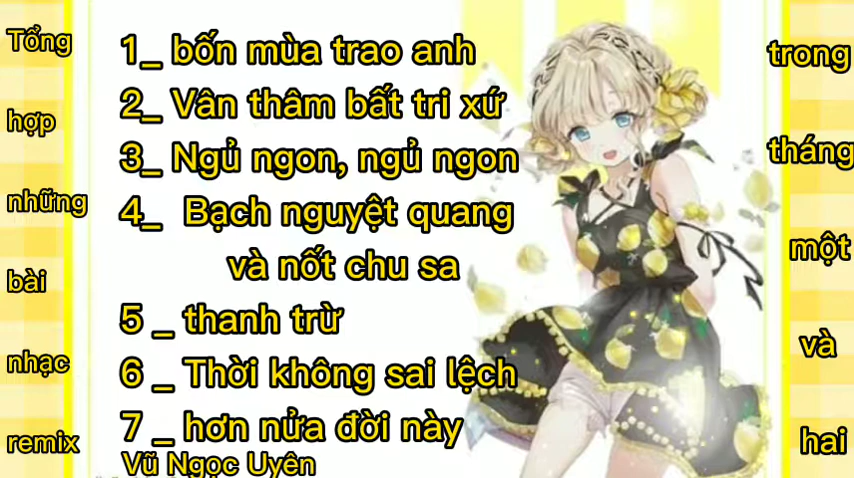 Tổng
hợp
những
bài
nhạc
remix
1_ bốn mùa trao anh
2_ Vân thâm bất tri xứ
3_ Ngủ ngon, ngủ ngon
4_ Bạch nguyệt quang
và nốt chu sa
5 _ thanh trừ
6 _ Thời không sai lệch
7 _ hơn nửa đời này
Vũ Ngọc Uyên
trong
tháng
một
và
hai